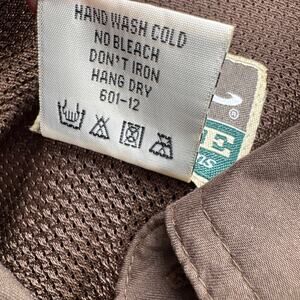 HAND WASH COLD
NO BLEACH
DON'T IRON
HANG DRY
601-12
®